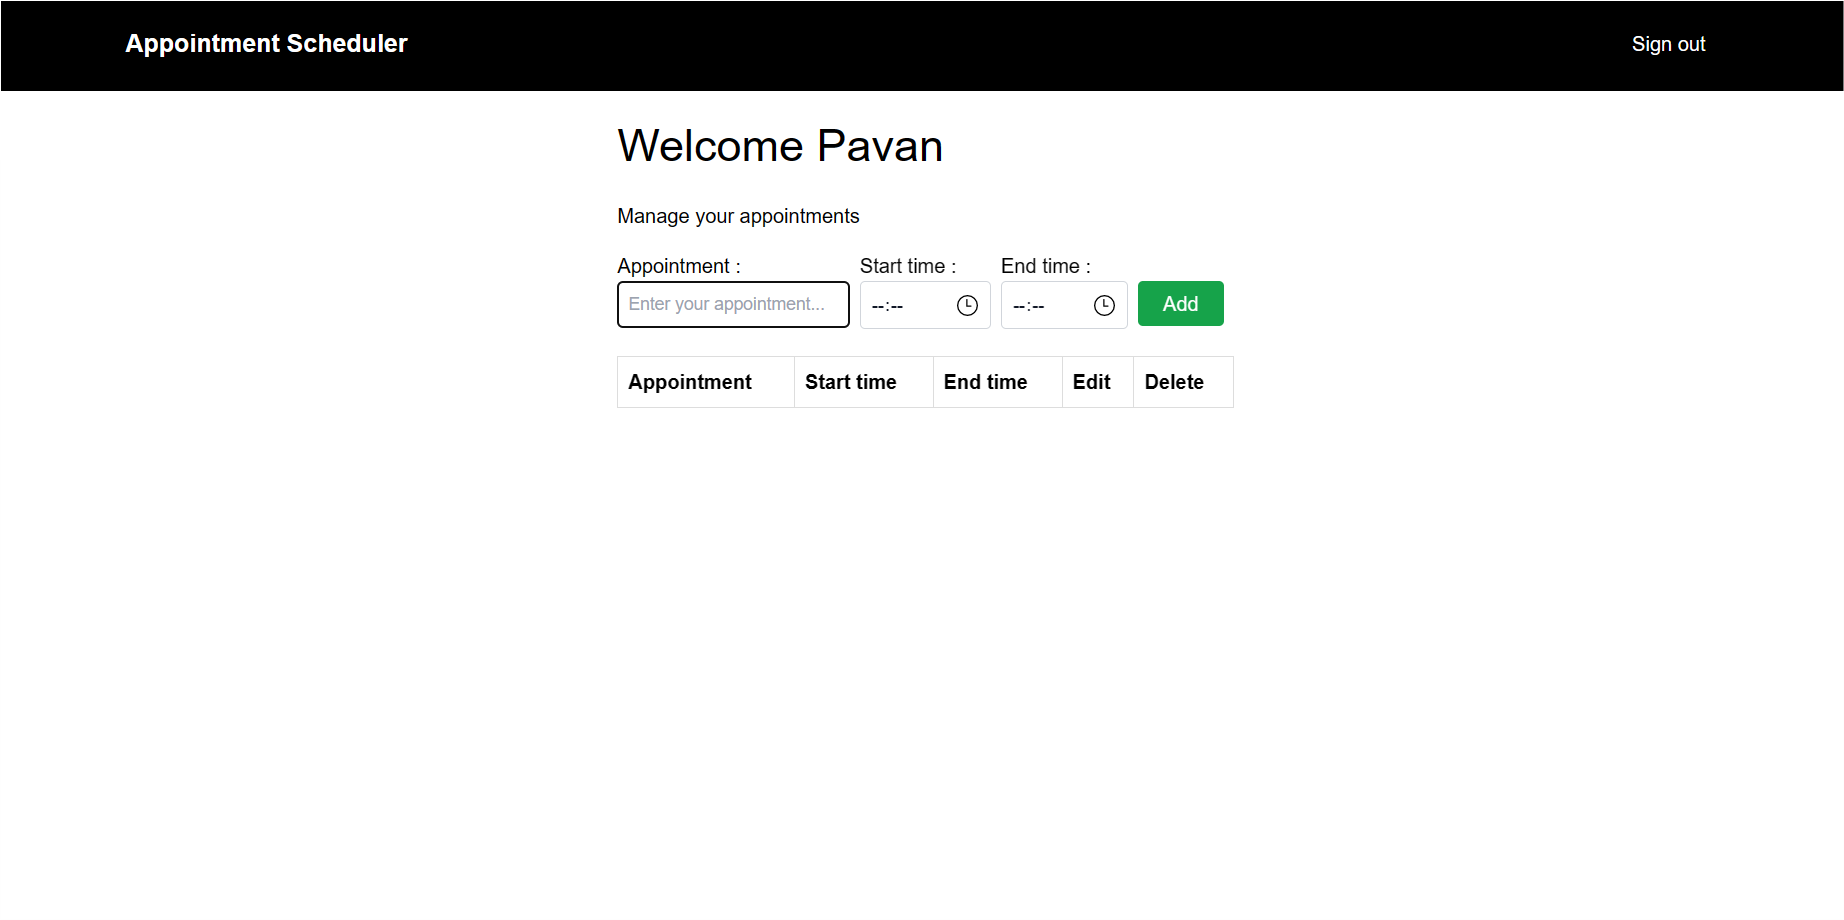 Appointment Scheduler Sign out
Welcome Pavan
Manage your appointments
Appointment : Start time : End time :
Enter your appointment... --:-- --:-- Add
Appointment Start time End time Edit Delete